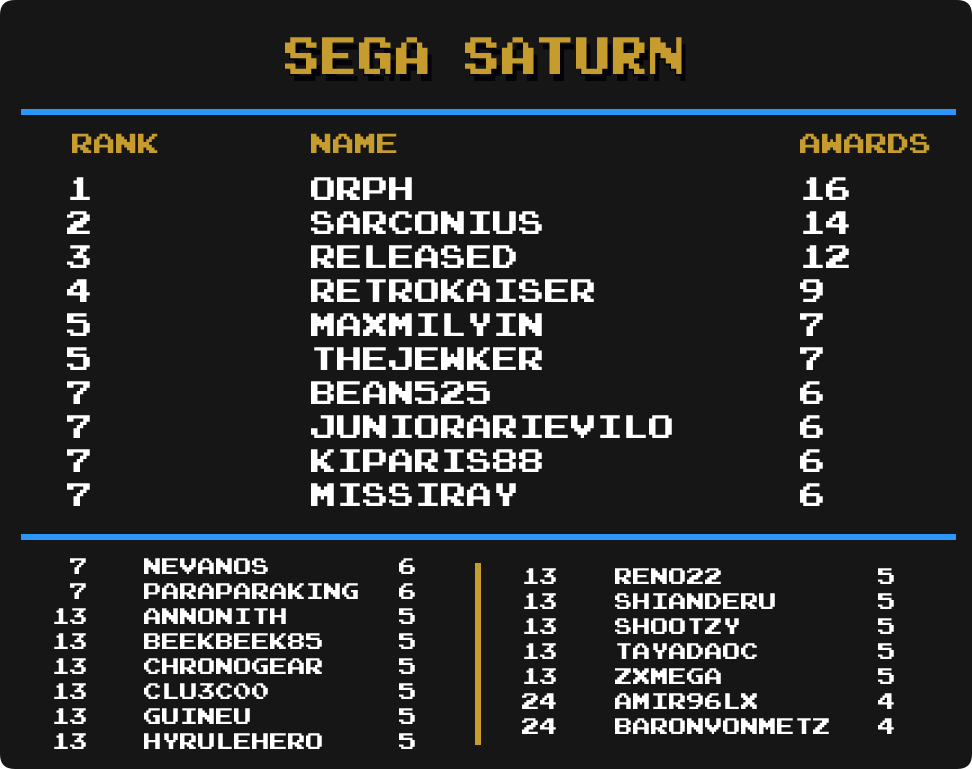 SEGA SATURN
RANK NAME AWARDS
1 ORPH 16
2 SARCONIUS 14
3 RELEASED 12
4 RETROKAISER 9
5 MAXMILYIN 7
5 THEJEWKER 7
7 BEAN525 6
7 JUNIORARIEVILO 6
7 KIPARIS88 6
7 MISSIRAY 6
7 NEVANOS 6
7 PARAPARAKING 6
13 ANNONITH 5
13 BEEKBEEK85 5
13 CHRONOGEAR 5
13 CLU3COO 5
13 GUINEU 5
13 HYRULEHERO 5
13 RENO22 5
13 SHIANDERU 5
13 SHOOTZY 5
13 TAYADAOC 5
13 ZXMEGA 5
24 AMIR96LX 4
24 BARONVONMETZ 4